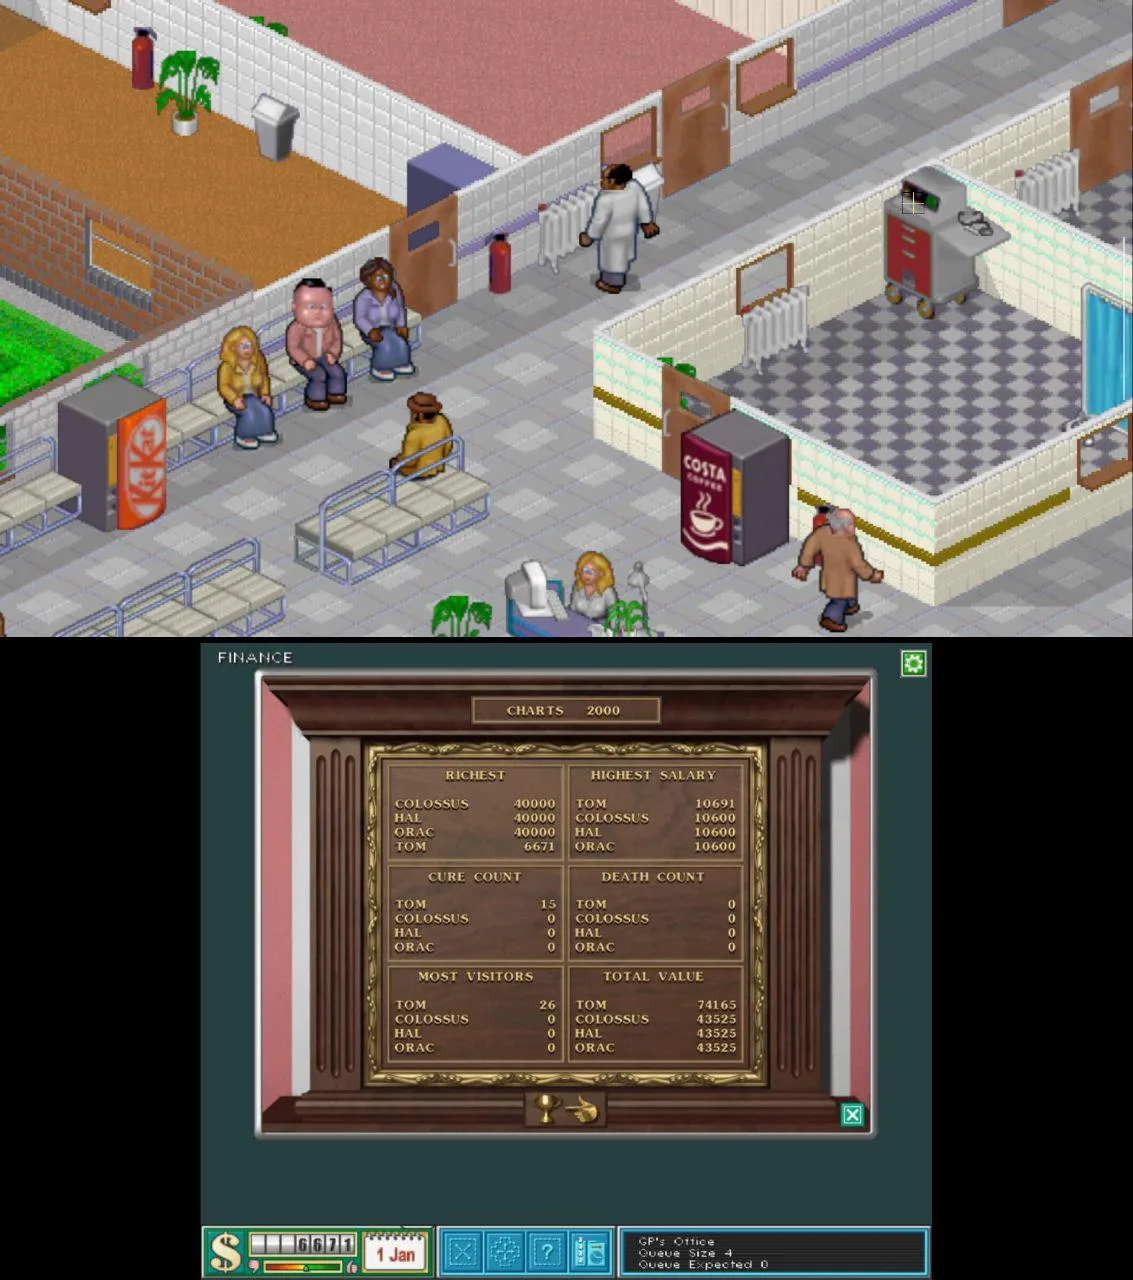 KitKat
COSTA
COFFEE
FINANCE
CHARTS 2000
RICHEST
COLOSSUS 40000
HAL 40000
ORAC 40000
TOM 6671
HIGHEST SALARY
TOM 10691
COLOSSUS 10600
HAL 10600
ORAC 10600
CURE COUNT
TOM 15
COLOSSUS 0
HAL 0
ORAC 0
DEATH COUNT
TOM 0
COLOSSUS 0
HAL 0
ORAC 0
MOST VISITORS
TOM 26
COLOSSUS 0
HAL 0
ORAC 0
TOTAL VALUE
TOM 74165
COLOSSUS 43525
HAL 43525
ORAC 43525
$ 6671
1 Jan
?
GP's Office
Queue Size 4
Queue Expected 0